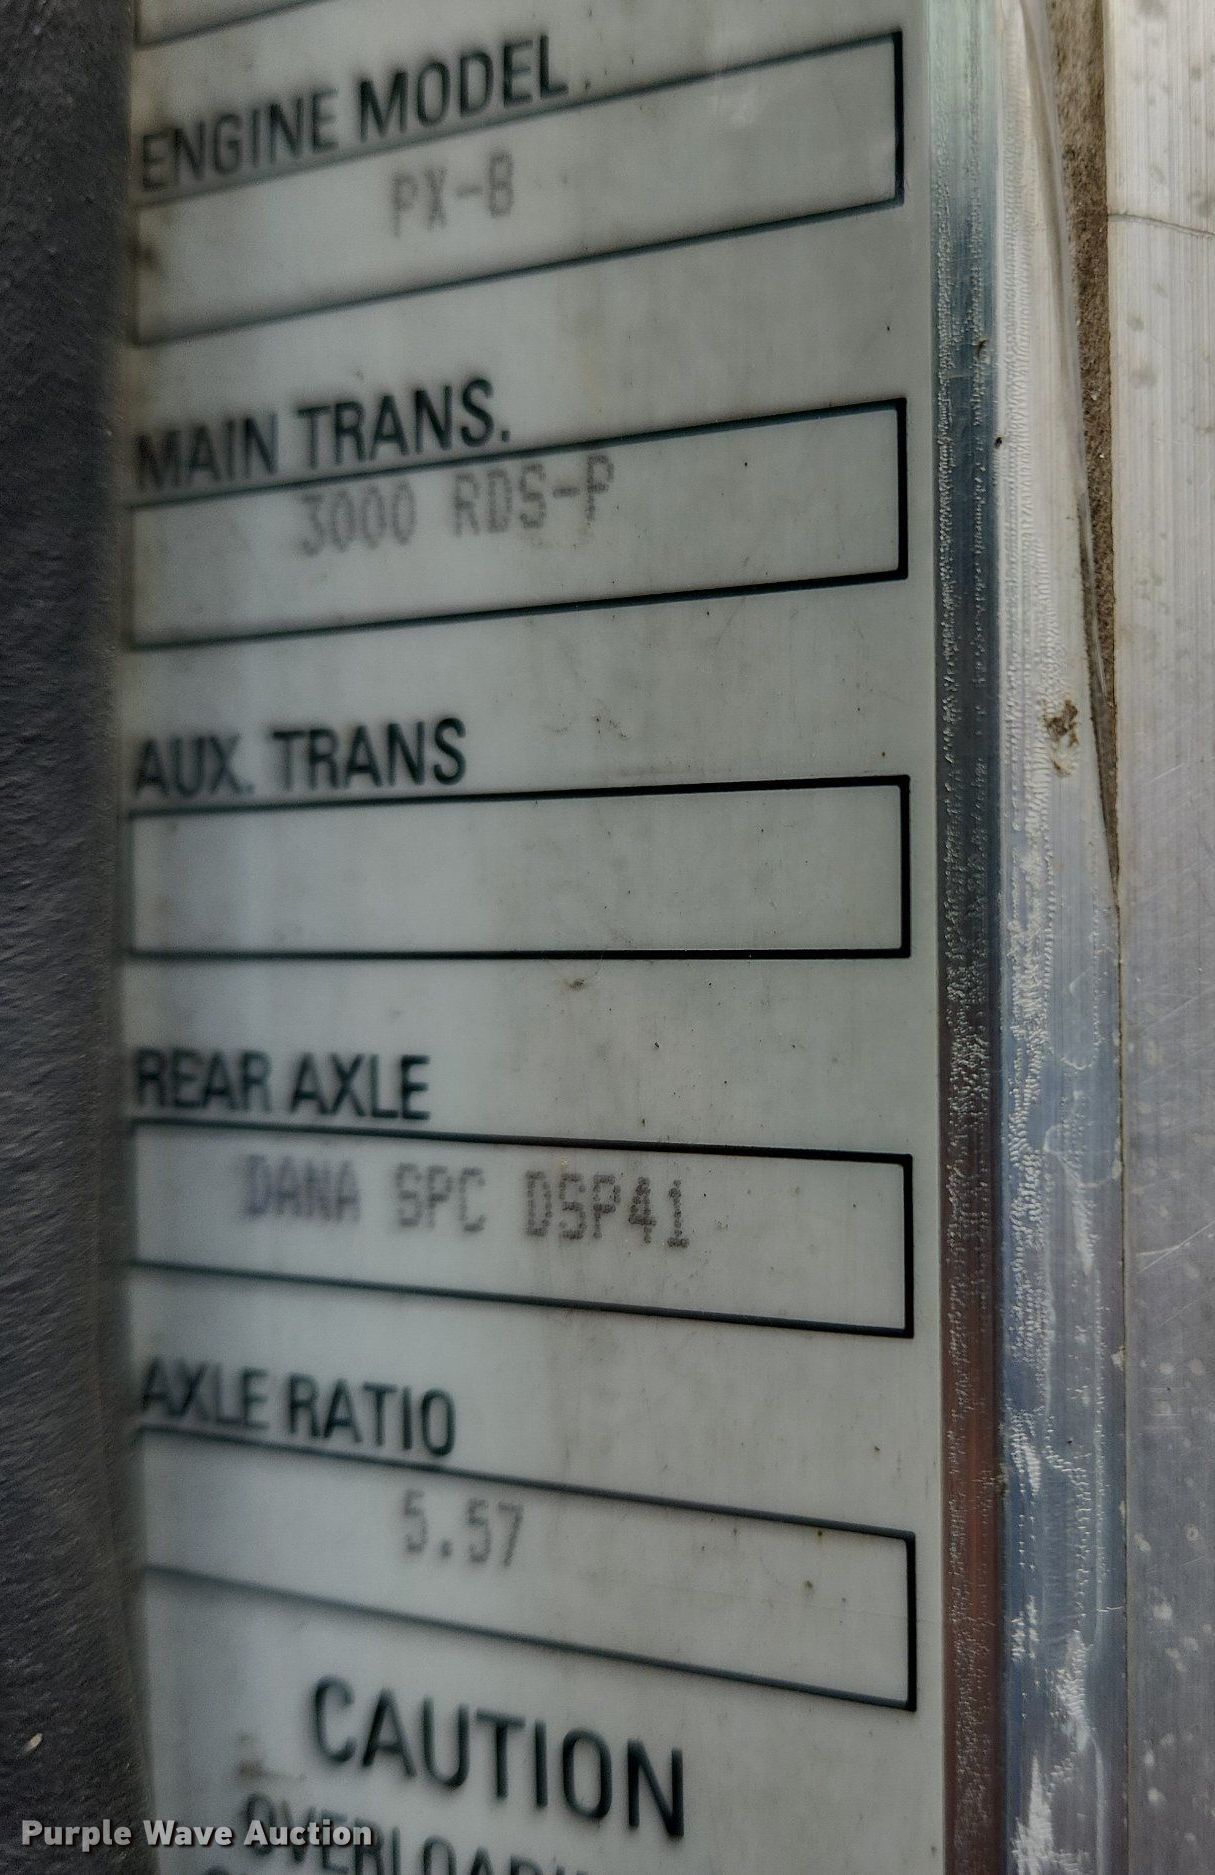 ENGINE MODEL
PX-8
MAIN TRANS.
3000 RDS-P
AUX. TRANS
REAR AXLE
DANA SPC DSP41
AXLE RATIO
5.57
CAUTION
Purple Wave Auction